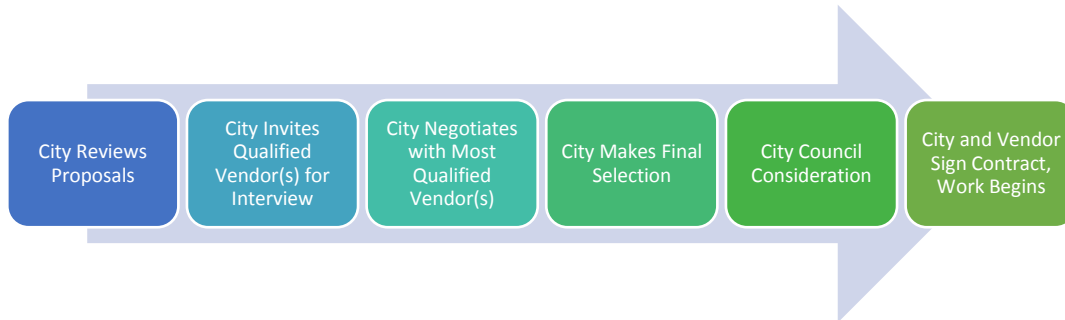 City Reviews
Proposals
City Invites
Qualified
Vendor(s) for
Interview
City Negotiates
with Most
Qualified
Vendor(s)
City Makes Final
Selection
City Council
Consideration
City and Vendor
Sign Contract,
Work Begins